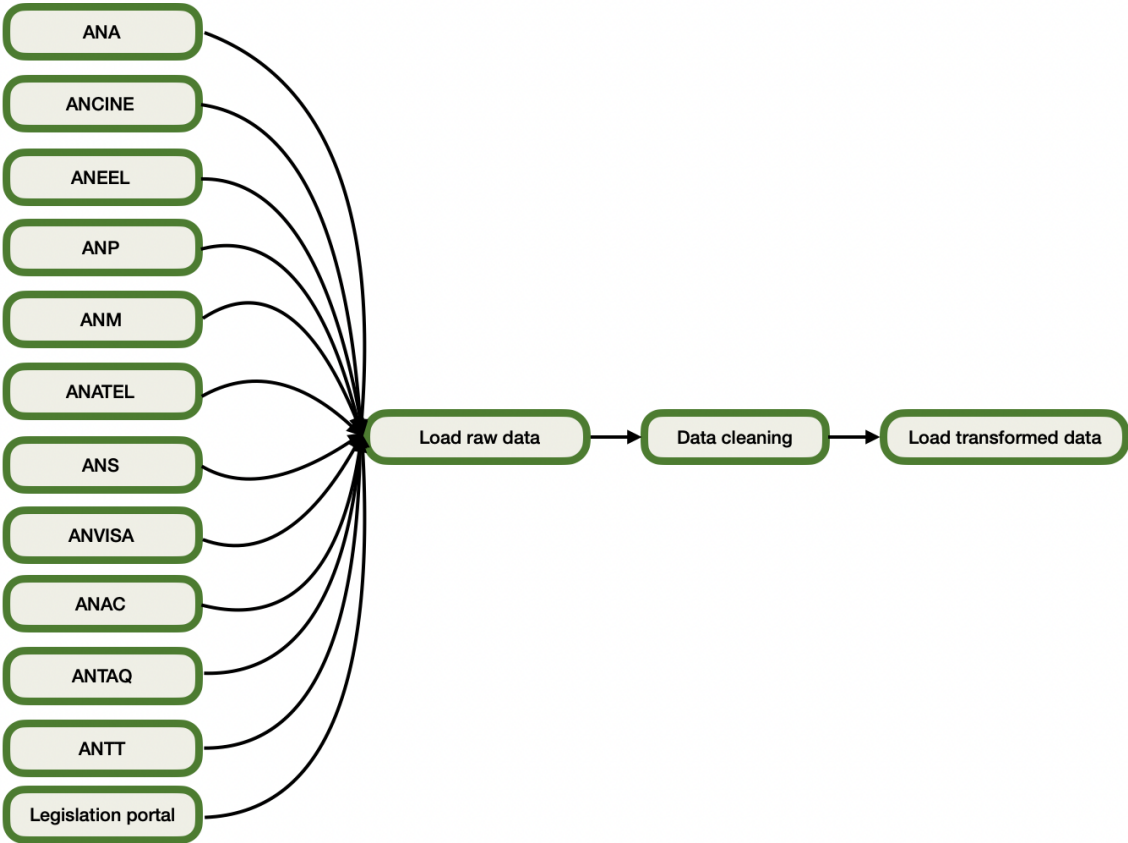 ANA
ANCINE
ANEEL
ANP
ANM
ANATEL
ANS
ANVISA
ANAC
ANTAQ
ANTT
Legislation portal
Load raw data
Data cleaning
Load transformed data